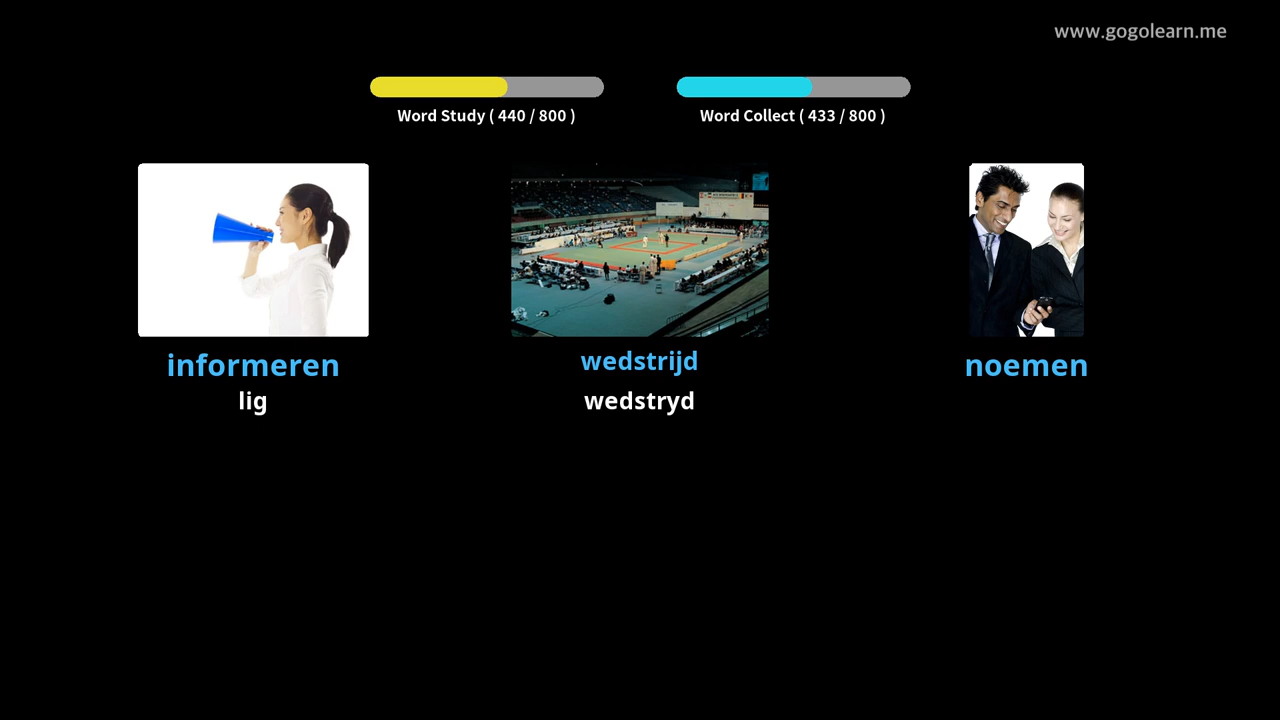 www.gogolearn.me
Word Study ( 440 / 800 )
Word Collect ( 433 / 800 )
informeren
wedstrijd
noemen
lig
wedstryd